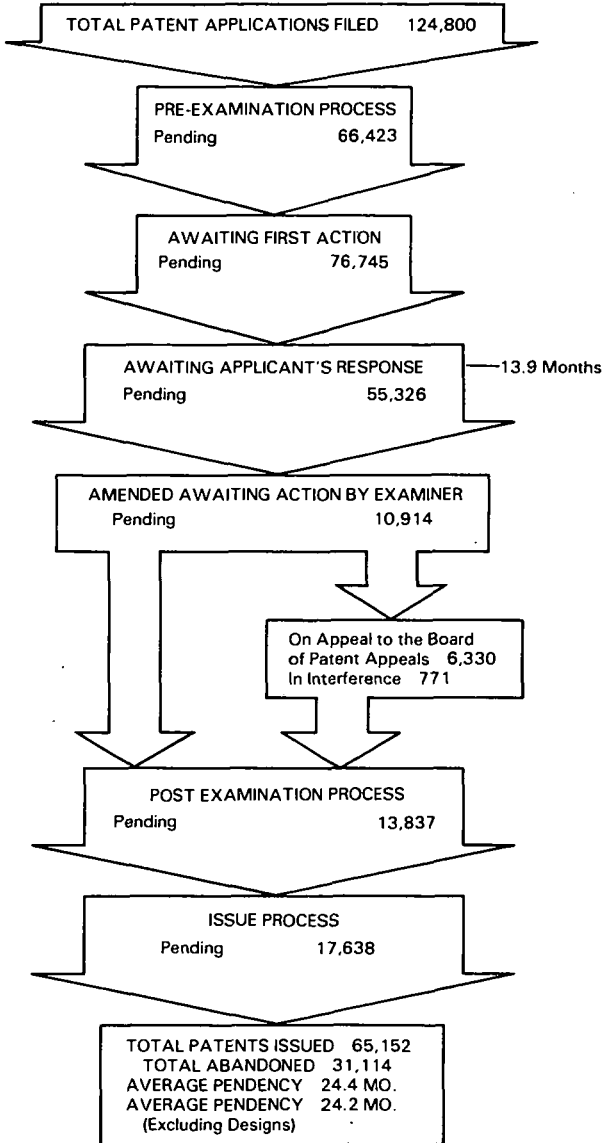 TOTAL PATENT APPLICATIONS FILED 124,800
PRE-EXAMINATION PROCESS
Pending 66,423
AWAITING FIRST ACTION
Pending 76,745
AWAITING APPLICANT'S RESPONSE
13.9 Months
Pending 55,326
AMENDED AWAITING ACTION BY EXAMINER
Pending 10,914
On Appeal to the Board
of Patent Appeals 6,330
In Interference 771
POST EXAMINATION PROCESS
Pending 13,837
ISSUE PROCESS
Pending 17,638
TOTAL PATENTS ISSUED 65,152
TOTAL ABANDONED 31,114
AVERAGE PENDENCY 24.4 MO.
AVERAGE PENDENCY 24.2 MO.
(Excluding Designs)